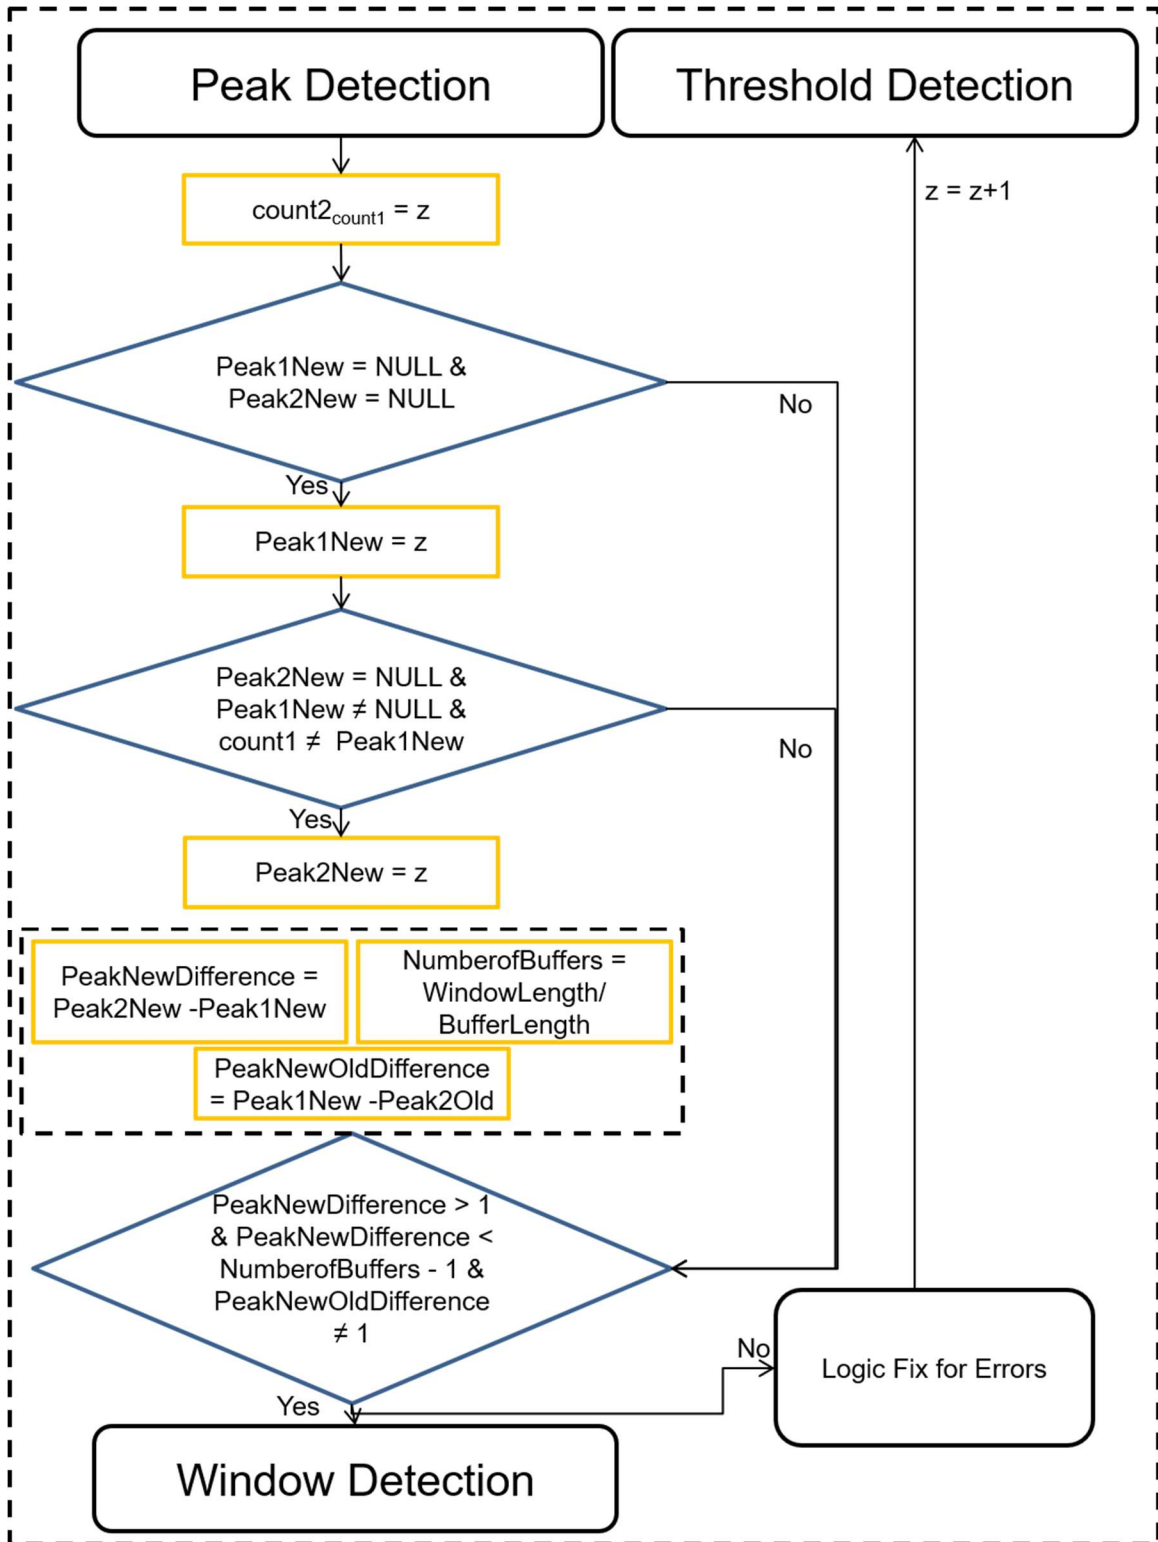 Peak Detection
Threshold Detection
z = z+1
count2count1 = z
Peak1New = NULL &
Peak2New = NULL
No
Yes
Peak1New = z
Peak2New = NULL &
Peak1New ≠ NULL &
count1 ≠ Peak1New
No
Yes
Peak2New = z
PeakNewDifference =
Peak2New -Peak1New
NumberofBuffers =
WindowLength/
BufferLength
PeakNewOldDifference
= Peak1New -Peak2Old
PeakNewDifference > 1
& PeakNewDifference <
NumberofBuffers - 1 &
PeakNewOldDifference
≠ 1
No
Logic Fix for Errors
Yes
Window Detection